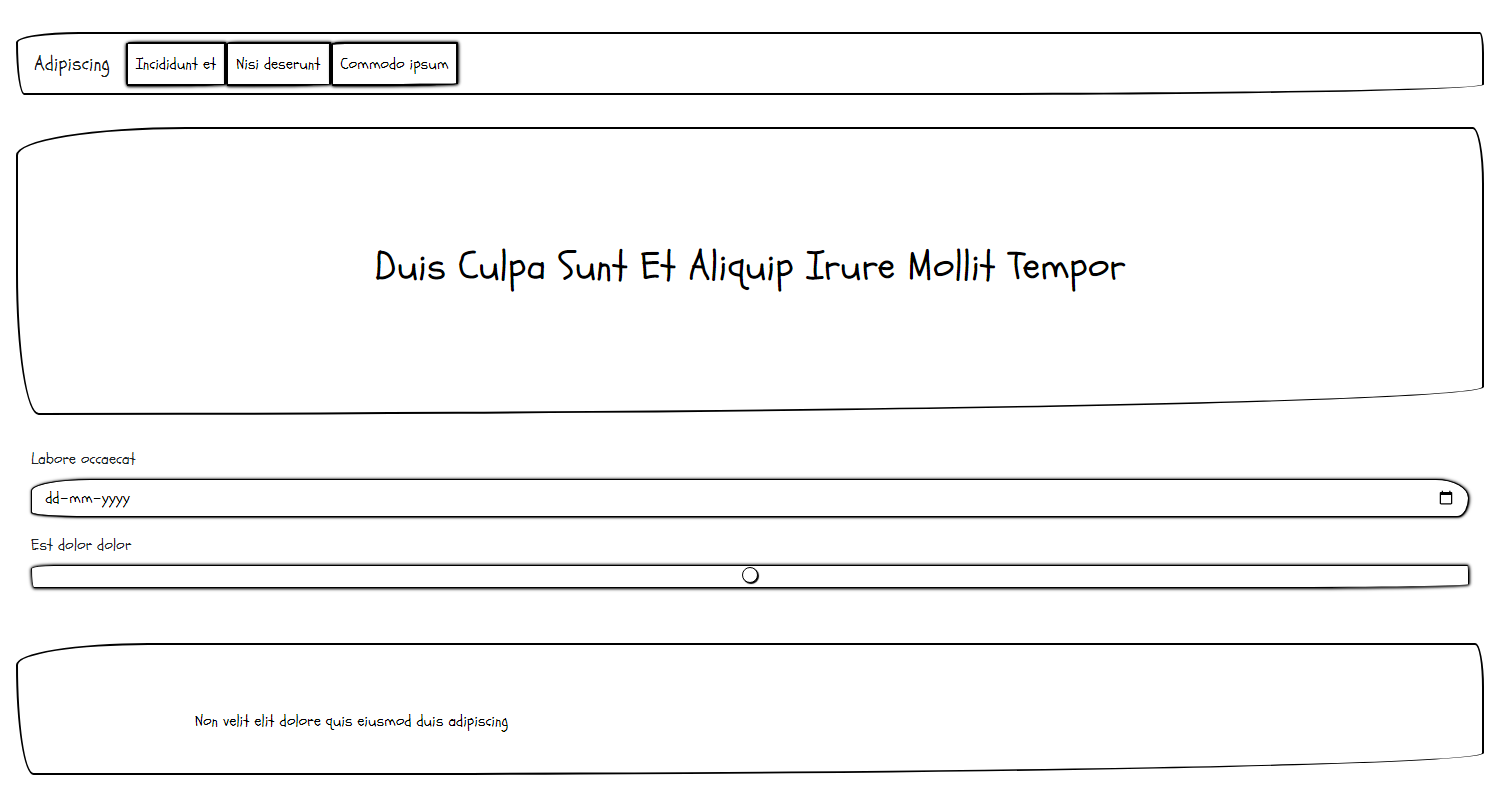 Adipiscing Incididunt et Nisi deserunt Commodo ipsum
Duis Culpa Sunt Et Aliquip Irure Mollit Tempor
Labore occaecat
dd-mm-yyyy
Est dolor dolor
Non velit elit dolore quis eiusmod duis adipiscing